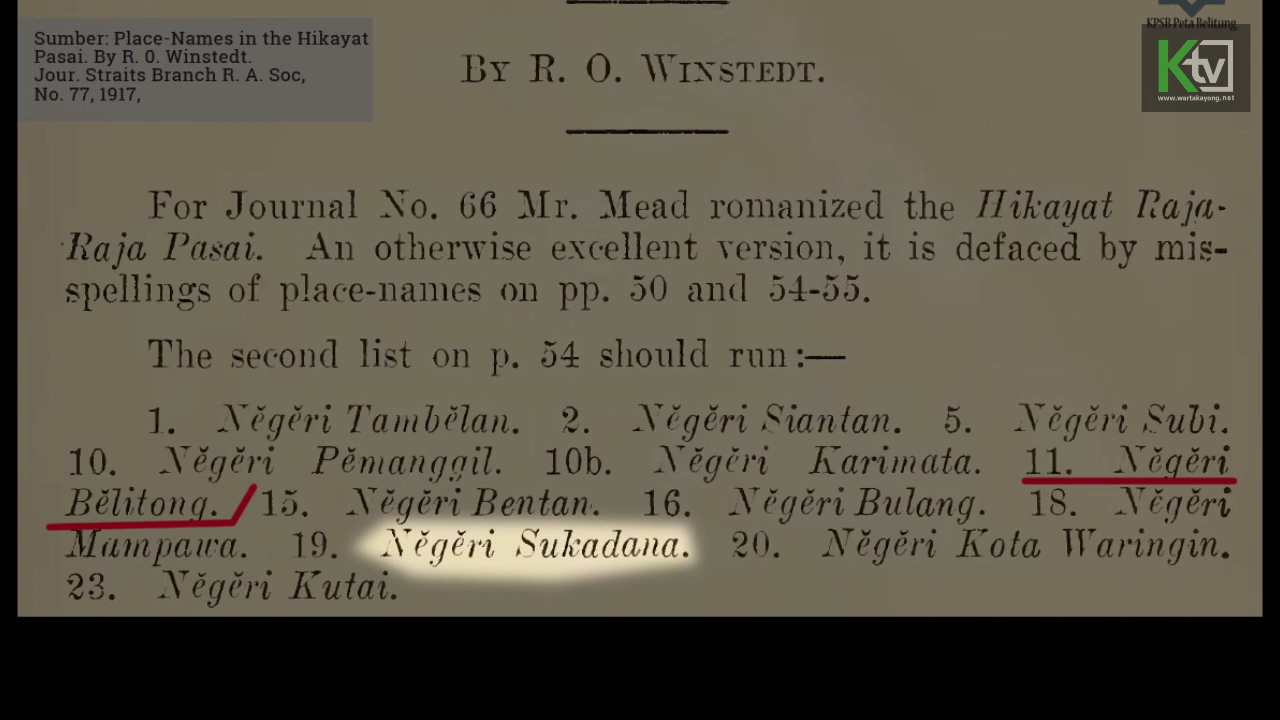 Sumber: Place-Names in the Hikayat
Pasai. By R. O. Winstedt.
Jour. Straits Branch R. A. Soc,
No. 77, 1917,
KPSB Peta Belitung
Ktv
www.wartakayong.net
BY R. O. WINSTEDT.
For Journal No. 66 Mr. Mead romanized the Hikayat Raja-
Raja Pasai. An otherwise excellent version, it is defaced by mis-
spellings of place-names on pp. 50 and 54-55.
The second list on p. 54 should run:—
1. Nĕgĕri Tambĕlan. 2. Nĕgĕri Siantan. 5. Nĕgĕri Subi.
10. Nĕgĕri Pĕmanggil. 10b. Nĕgĕri Karimata. 11. Nĕgĕri
Bĕlitong. 15. Nĕgĕri Bentan. 16. Nĕgĕri Bulang. 18. Nĕgĕri
Mampawa. 19. Nĕgĕri Sukadana. 20. Nĕgĕri Kota Waringin.
23. Nĕgĕri Kutai.